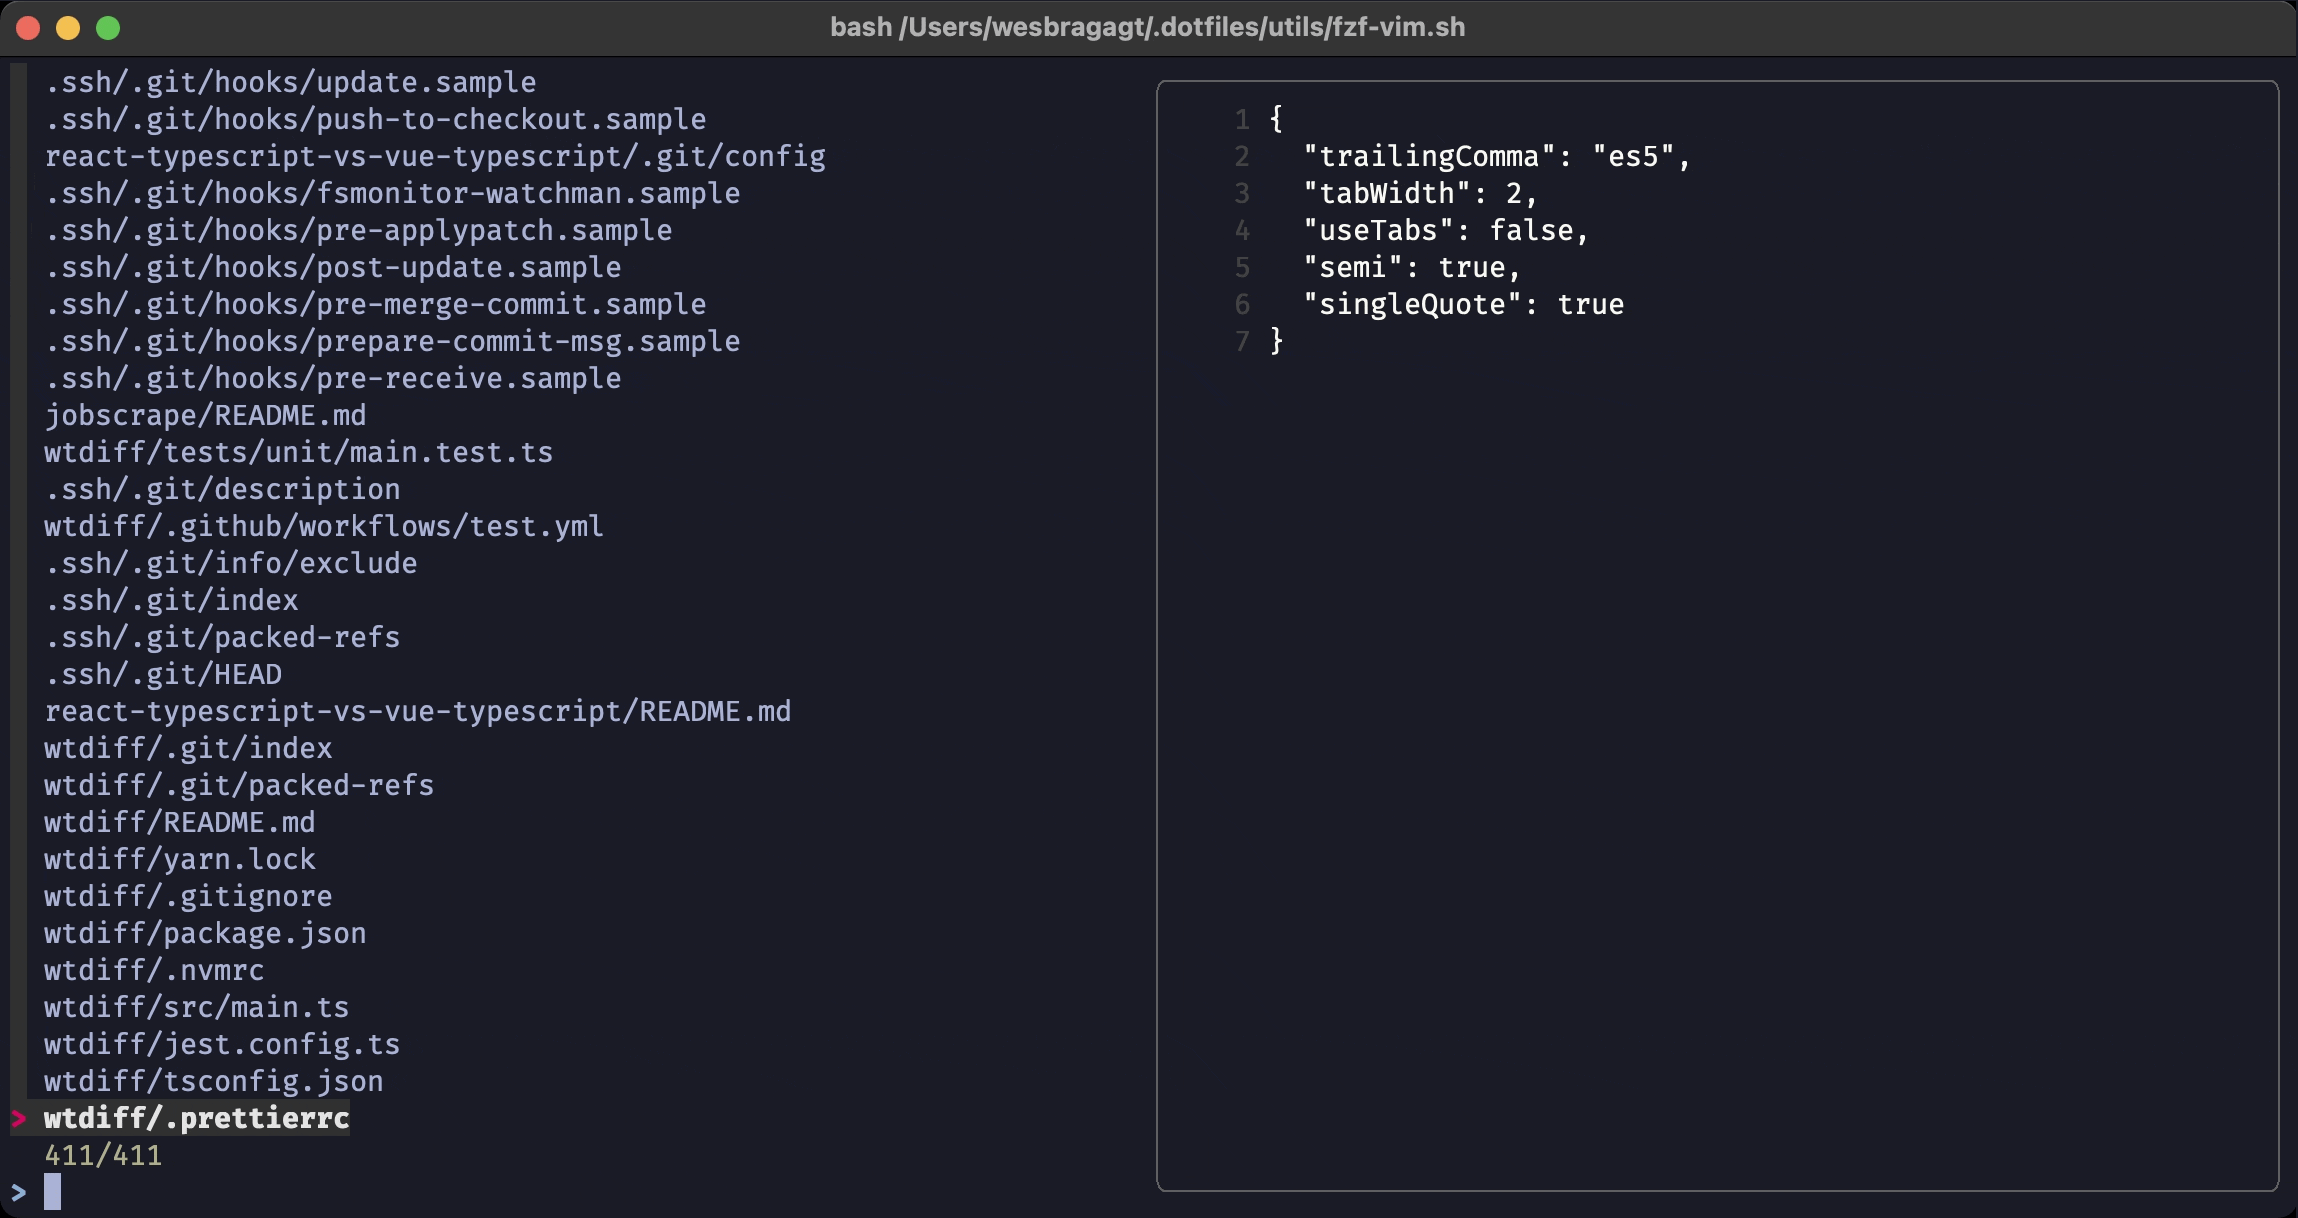 bash /Users/wesbragagt/.dotfiles/utils/fzf-vim.sh
.ssh/.git/hooks/update.sample
.ssh/.git/hooks/push-to-checkout.sample
react-typescript-vs-vue-typescript/.git/config
.ssh/.git/hooks/fsmonitor-watchman.sample
.ssh/.git/hooks/pre-applypatch.sample
.ssh/.git/hooks/post-update.sample
.ssh/.git/hooks/pre-merge-commit.sample
.ssh/.git/hooks/prepare-commit-msg.sample
.ssh/.git/hooks/pre-receive.sample
jobscrape/README.md
wtdiff/tests/unit/main.test.ts
.ssh/.git/description
wtdiff/.github/workflows/test.yml
.ssh/.git/info/exclude
.ssh/.git/index
.ssh/.git/packed-refs
.ssh/.git/HEAD
react-typescript-vs-vue-typescript/README.md
wtdiff/.git/index
wtdiff/.git/packed-refs
wtdiff/README.md
wtdiff/yarn.lock
wtdiff/.gitignore
wtdiff/package.json
wtdiff/.nvmrc
wtdiff/src/main.ts
wtdiff/jest.config.ts
wtdiff/tsconfig.json
> wtdiff/.prettierrc
411/411
>
1 {
2   "trailingComma": "es5",
3   "tabWidth": 2,
4   "useTabs": false,
5   "semi": true,
6   "singleQuote": true
7 }